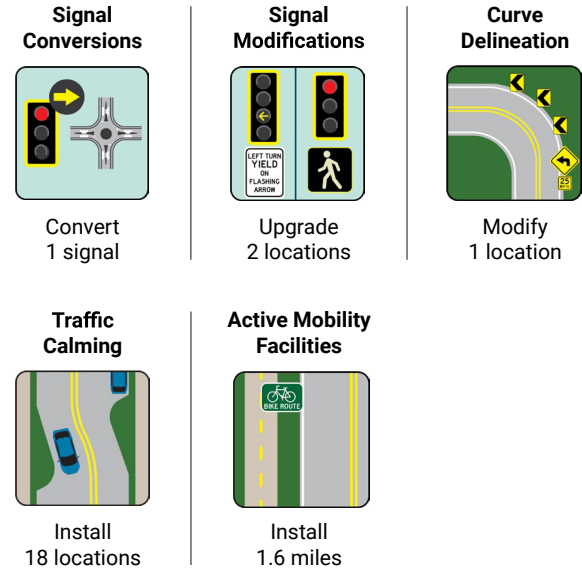 Signal
Conversions
Convert
1 signal
Signal
Modifications
LEFT TURN
YIELD
ON
FLASHING
ARROW
Upgrade
2 locations
Curve
Delineation
25
MPH
Modify
1 location
Traffic
Calming
Install
18 locations
Active Mobility
Facilities
BIKE ROUTE
Install
1.6 miles